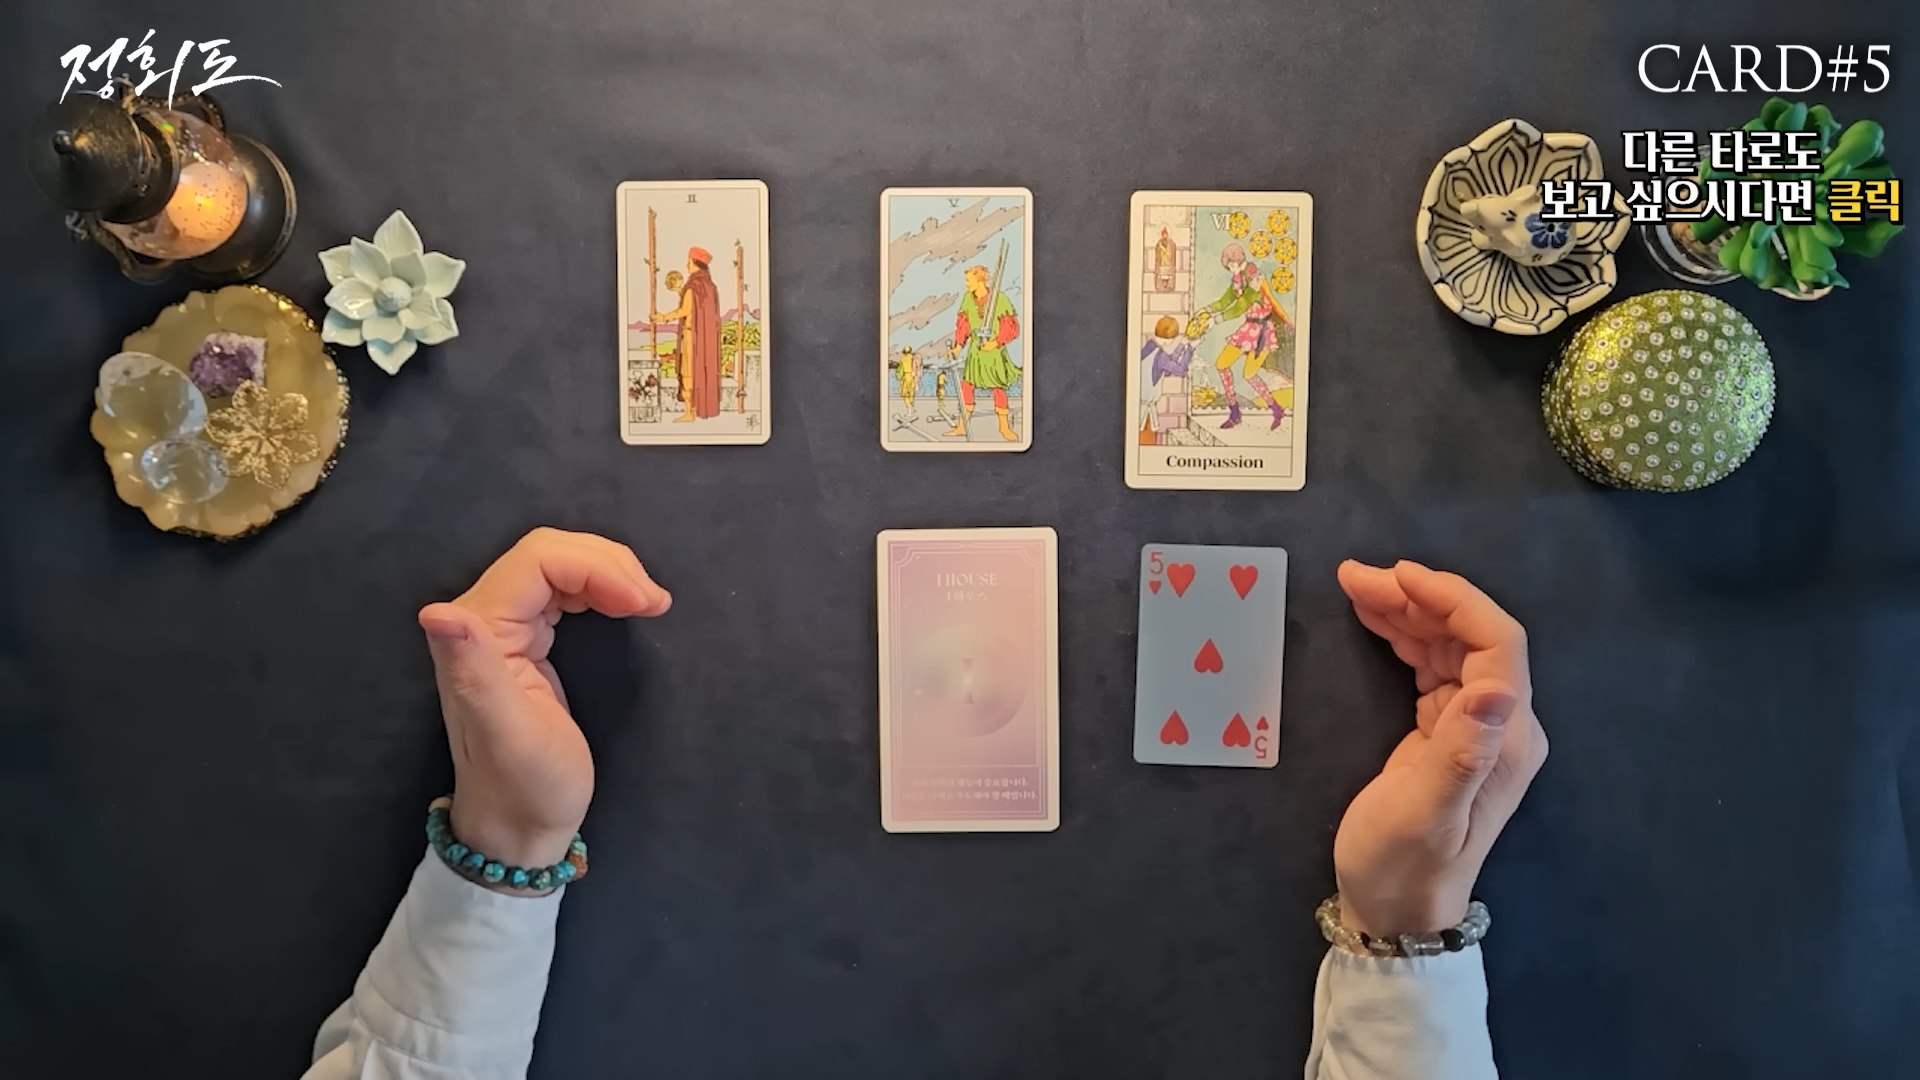 정회도
CARD#5
다른 타로도
보고 싶으시다면 클릭
II
V
VI
Compassion
1 HOUSE
1 하우스
5
5